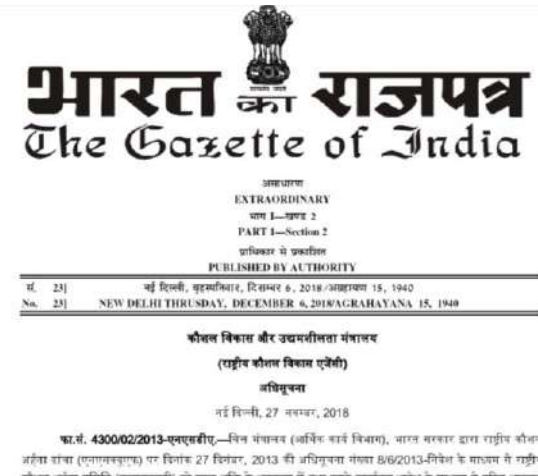 भारत का राजपत्र
The Gazette of India
असाधारण
EXTRAORDINARY
भाग I—खण्ड 2
PART I—Section 2
प्राधिकार से प्रकाशित
PUBLISHED BY AUTHORITY
सं. 23] नई दिल्ली, बृहस्पतिवार, दिसम्बर 6, 2018/अग्रहायण 15, 1940
No. 23] NEW DELHI THRUSDAY, DECEMBER 6, 2018/AGRAHAYANA 15, 1940
कौशल विकास और उद्यमशीलता मंत्रालय
(राष्ट्रीय कौशल विकास एजेंसी)
अधिसूचना
नई दिल्ली, 27 नवम्बर, 2018
फा.सं. 4300/02/2013-एनएसडीए.—वित्त मंत्रालय (आर्थिक कार्य विभाग), भारत सरकार द्वारा राष्ट्रीय कौशल
अर्हता ढांचा (एनएसक्यूएफ) पर दिनांक 27 दिसंबर, 2013 की अधिसूचना संख्या 8/6/2013-निवेश के माध्यम से राष्ट्रीय